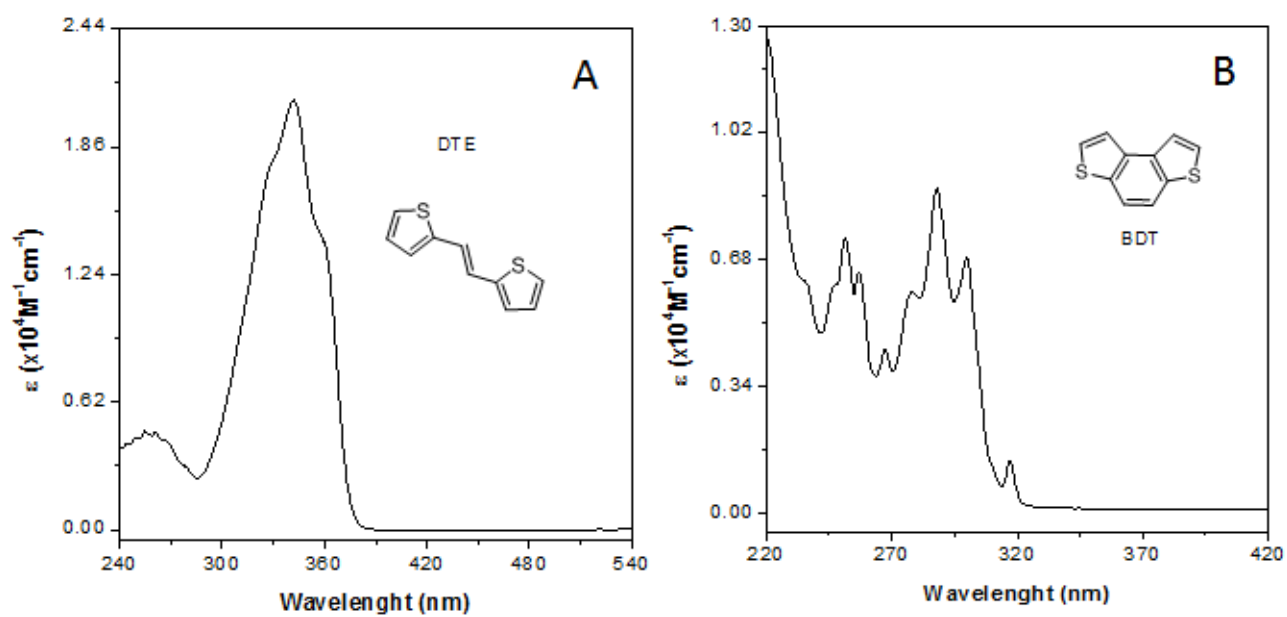 A
DTE
S
S
2.44
1.86
1.24
0.62
0.00
ε (x10⁴M⁻¹cm⁻¹)
240 300 360 420 480 540
Wavelenght (nm)
B
S S
BDT
1.30
1.02
0.68
0.34
0.00
ε (x10⁴M⁻¹cm⁻¹)
220 270 320 370 420
Wavelenght (nm)